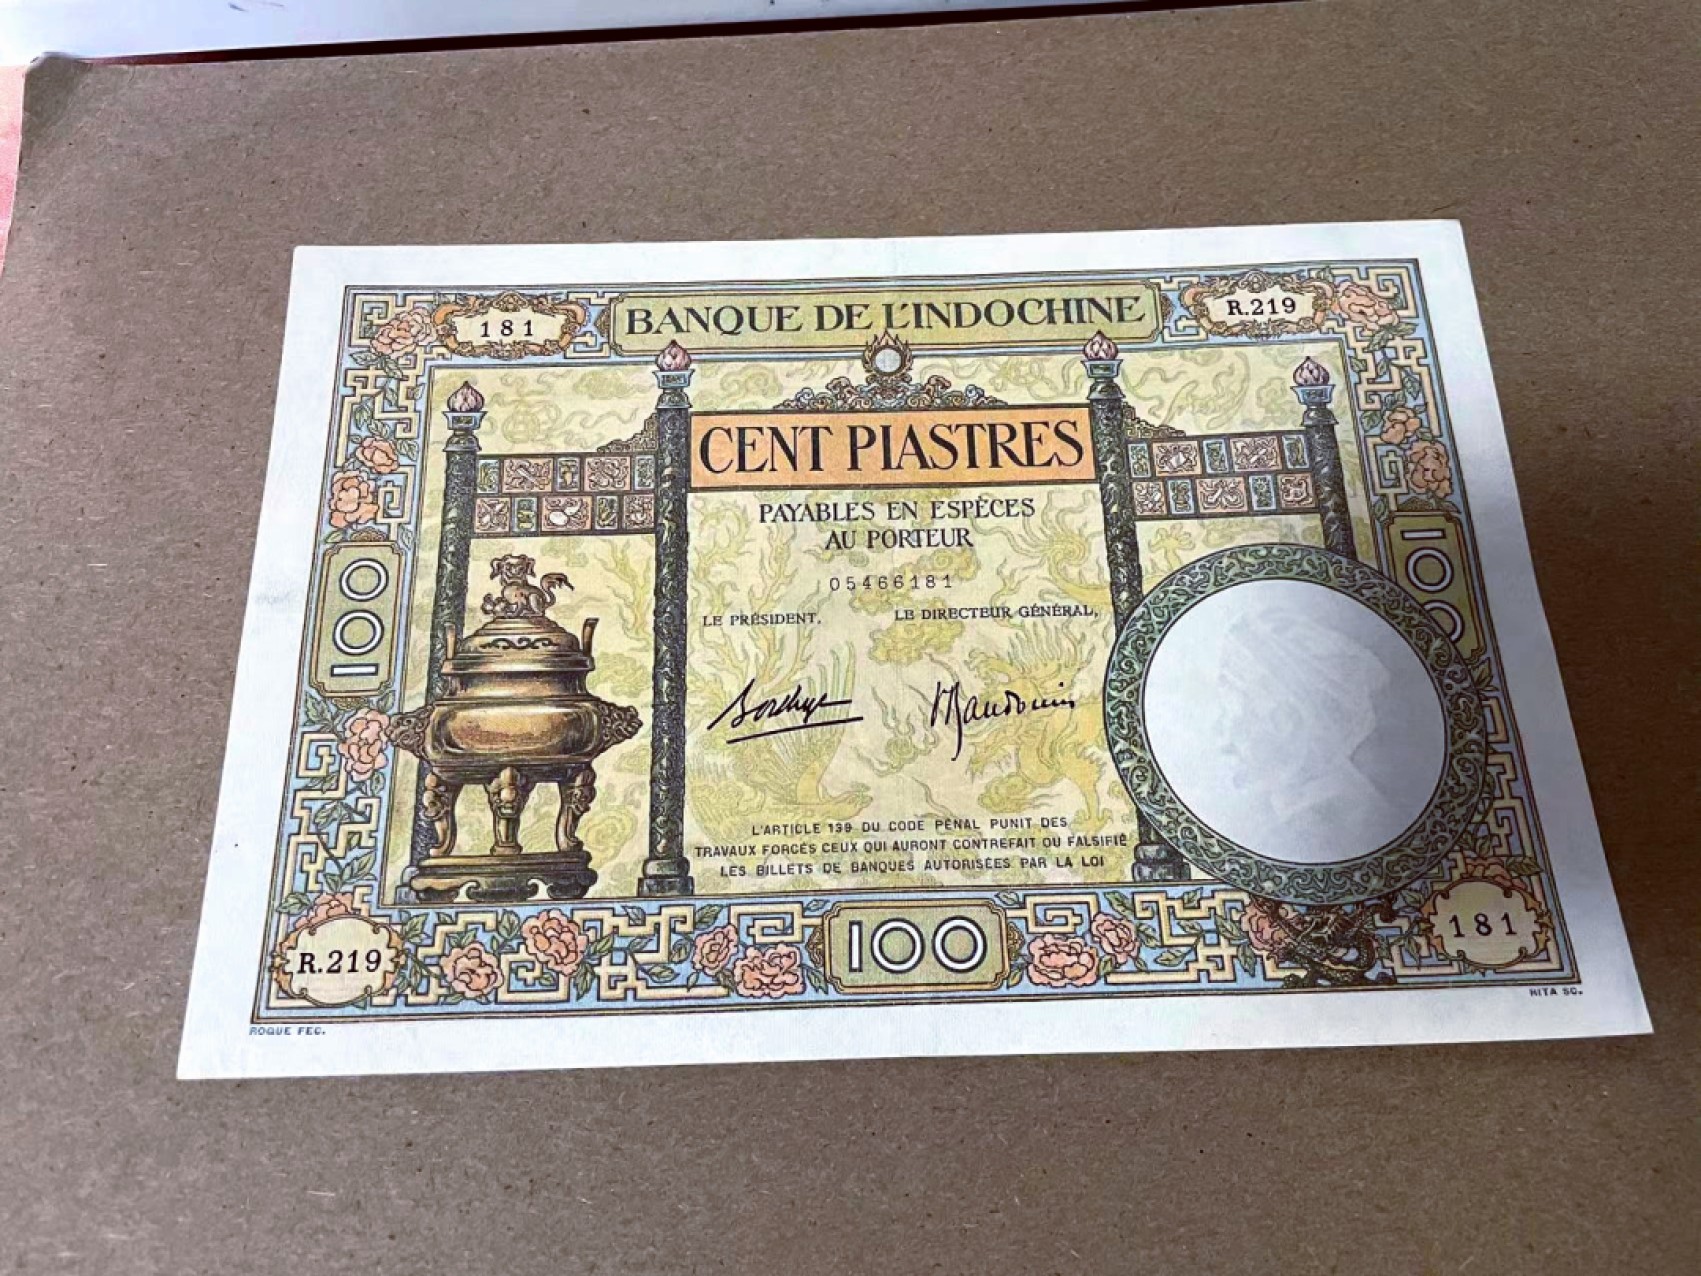 181
BANQUE DE L'INDOCHINE
R.219
CENT PIASTRES
PAYABLES EN ESPÈCES
AU PORTEUR
05466181
LE PRÉSIDENT,
LE DIRECTEUR GÉNÉRAL,
100
100
L'ARTICLE 139 DU CODE PÉNAL PUNIT DES
TRAVAUX FORCÉS CEUX QUI AURONT CONTREFAIT OU FALSIFIÉ
LES BILLETS DE BANQUES AUTORISÉES PAR LA LOI
R.219
100
181
ROQUE FEC.
RITA SC.